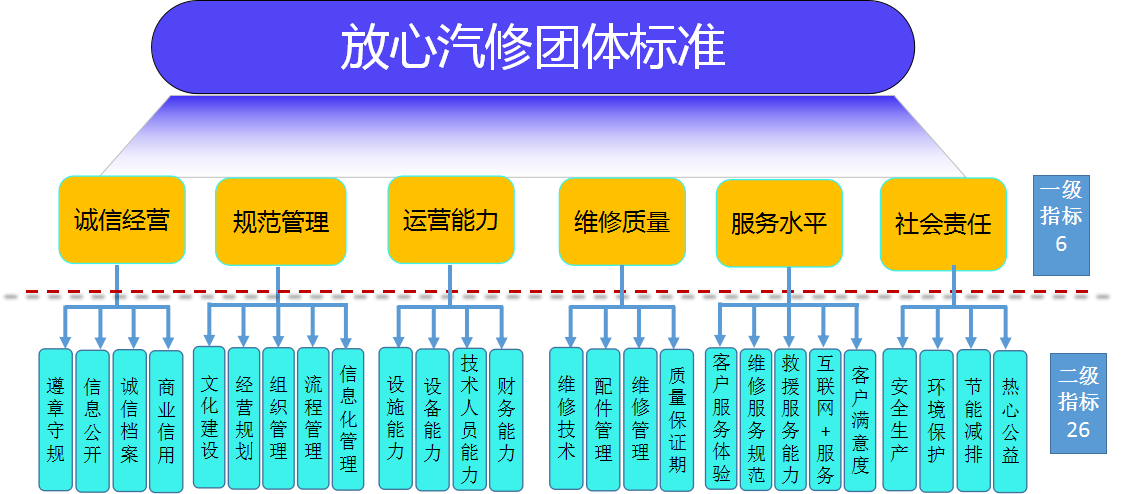 放心汽修团体标准
诚信经营
规范管理
运营能力
维修质量
服务水平
社会责任
一级
指标
6
遵章守规
信息公开
诚信档案
商业信用
文化建设
经营规划
组织管理
流程管理
信息化管理
设施能力
设备能力
技术人员能力
财务能力
维修技术
配件管理
维修管理
质量保证期
客户服务体验
维修服务规范
救援服务能力
互联网+服务
客户满意度
安全生产
环境保护
节能减排
热心公益
二级
指标
26